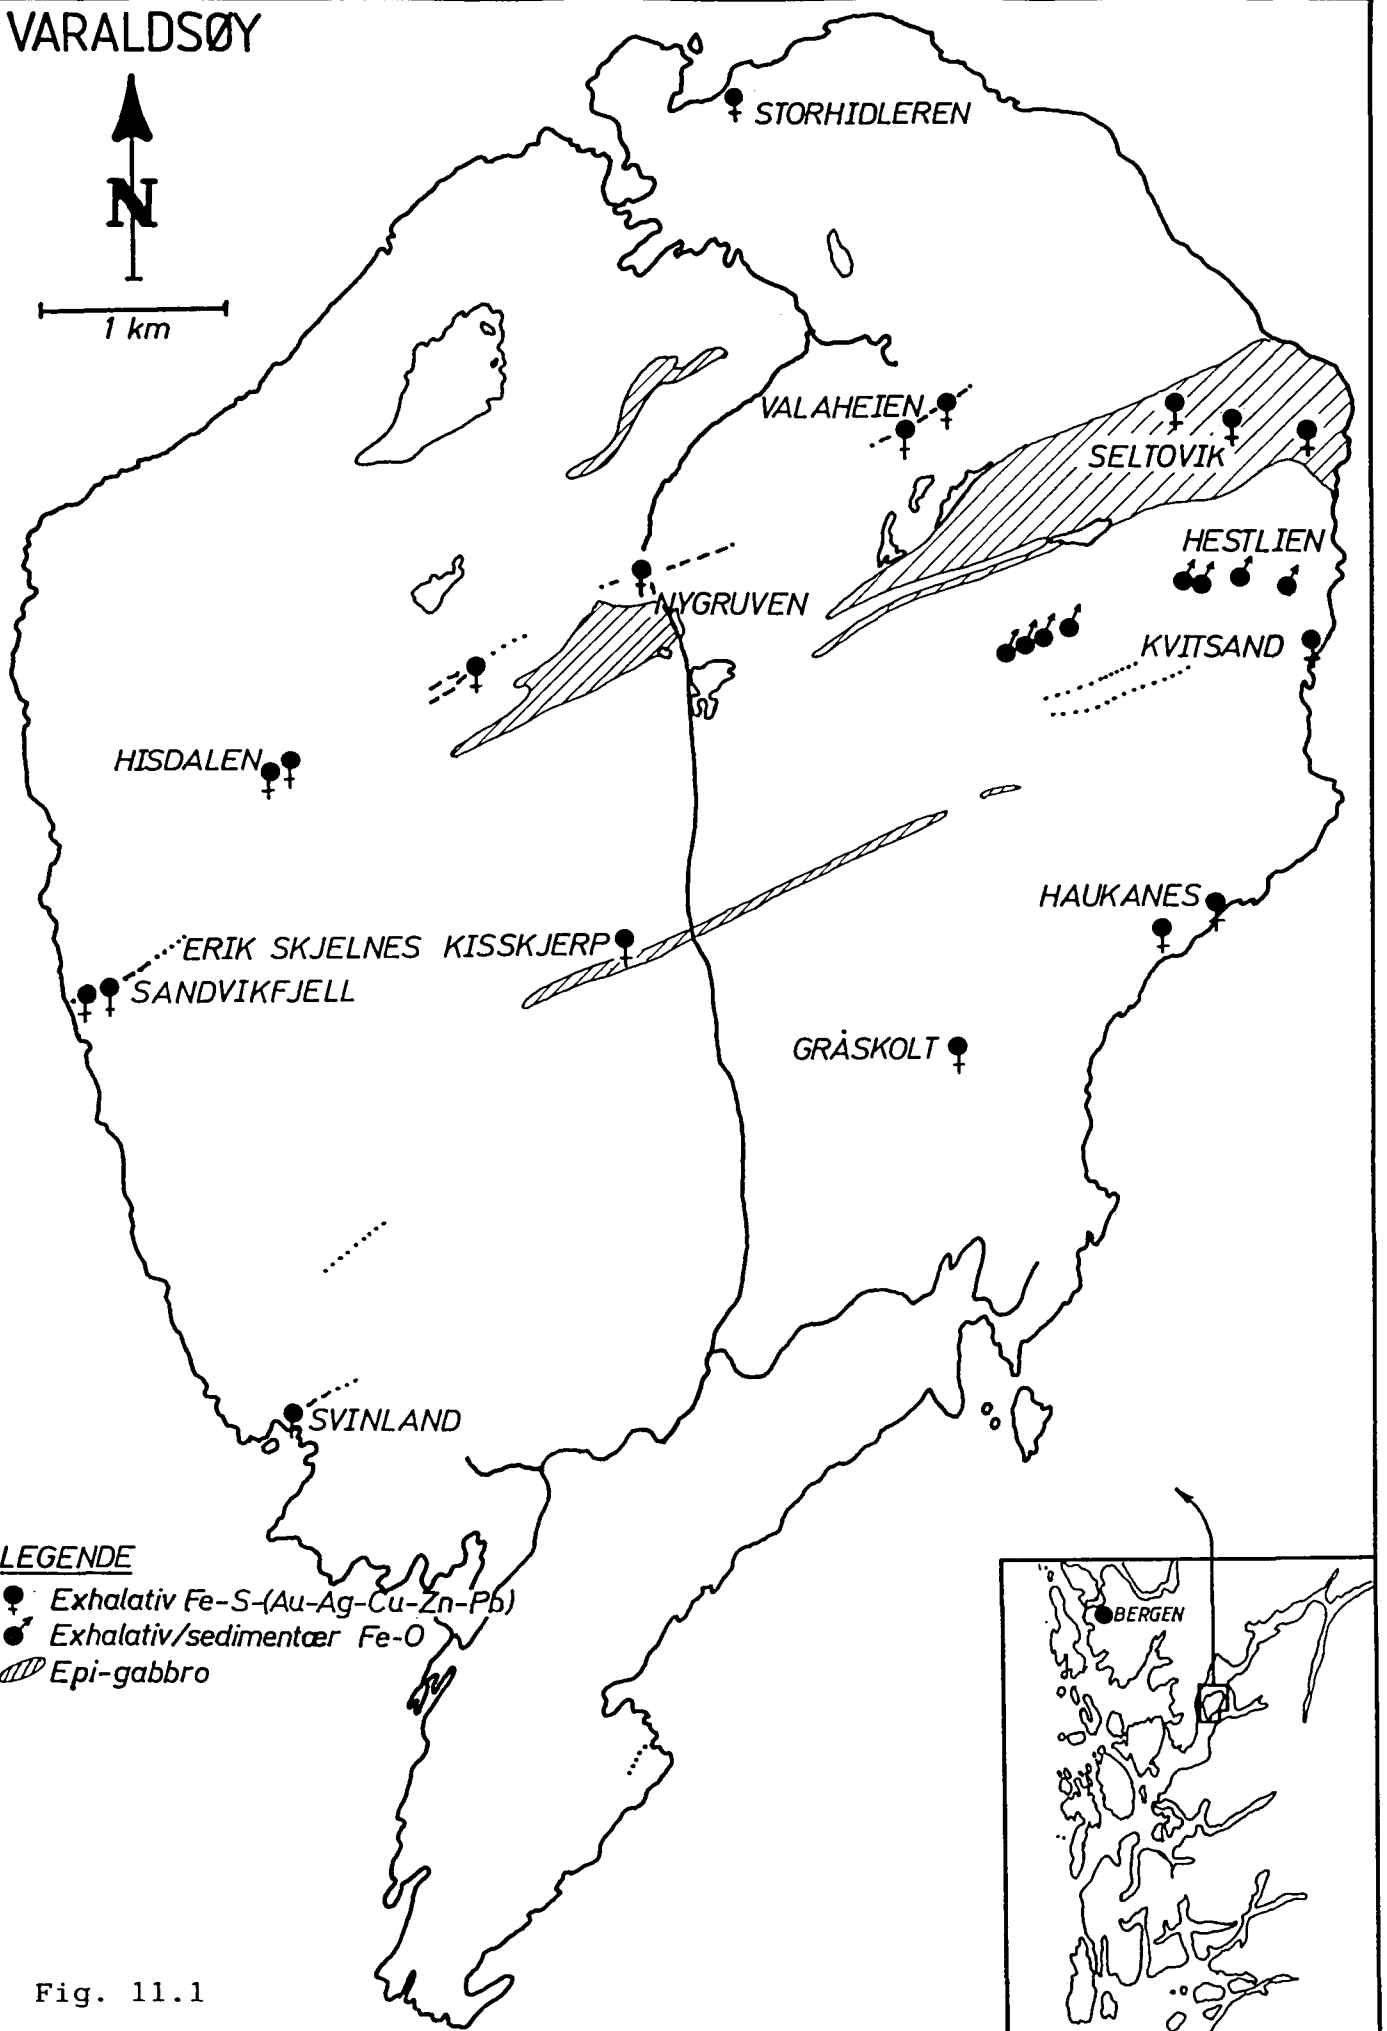 VARALDSØY
N
1 km
STORHIDLEREN
VALAHEIEN
SELTOVIK
HESTLIEN
NYGRUVEN
KVITSAND
HISDALEN
HAUKANES
ERIK SKJELNES KISSKJERP
SANDVIKFJELL
GRÅSKOLT
SVINLAND
LEGENDE
Exhalativ Fe-S-(Au-Ag-Cu-Zn-Pb)
Exhalativ/sedimentær Fe-O
Epi-gabbro
BERGEN
Fig. 11.1